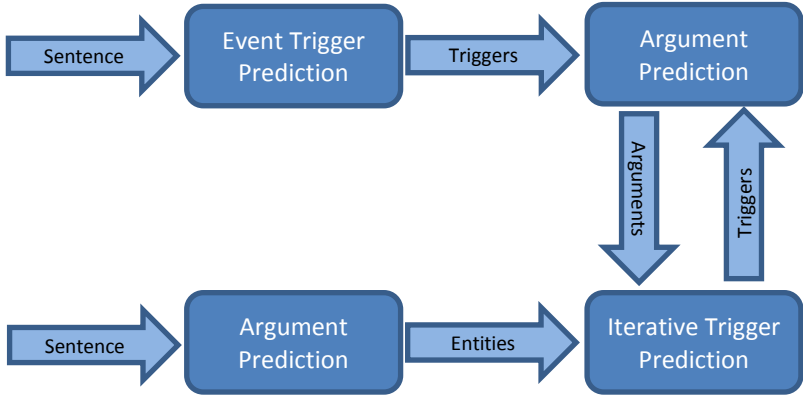 Sentence
Event Trigger
Prediction
Triggers
Argument
Prediction
Arguments
Triggers
Sentence
Argument
Prediction
Entities
Iterative Trigger
Prediction